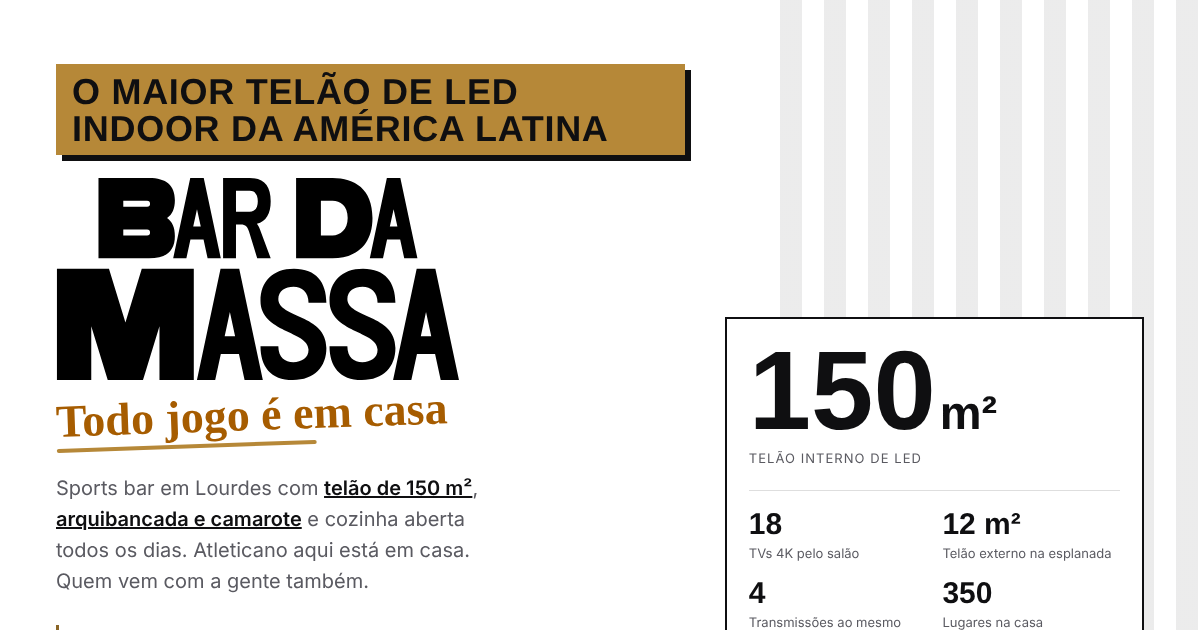 O MAIOR TELÃO DE LED
INDOOR DA AMÉRICA LATINA
BAR DA
MASSA
Todo jogo é em casa
Sports bar em Lourdes com telão de 150 m²,
arquibancada e camarote e cozinha aberta
todos os dias. Atleticano aqui está em casa.
Quem vem com a gente também.
150 m²
TELÃO INTERNO DE LED
18
TVs 4K pelo salão
12 m²
Telão externo na esplanada
4
Transmissões ao mesmo
350
Lugares na casa